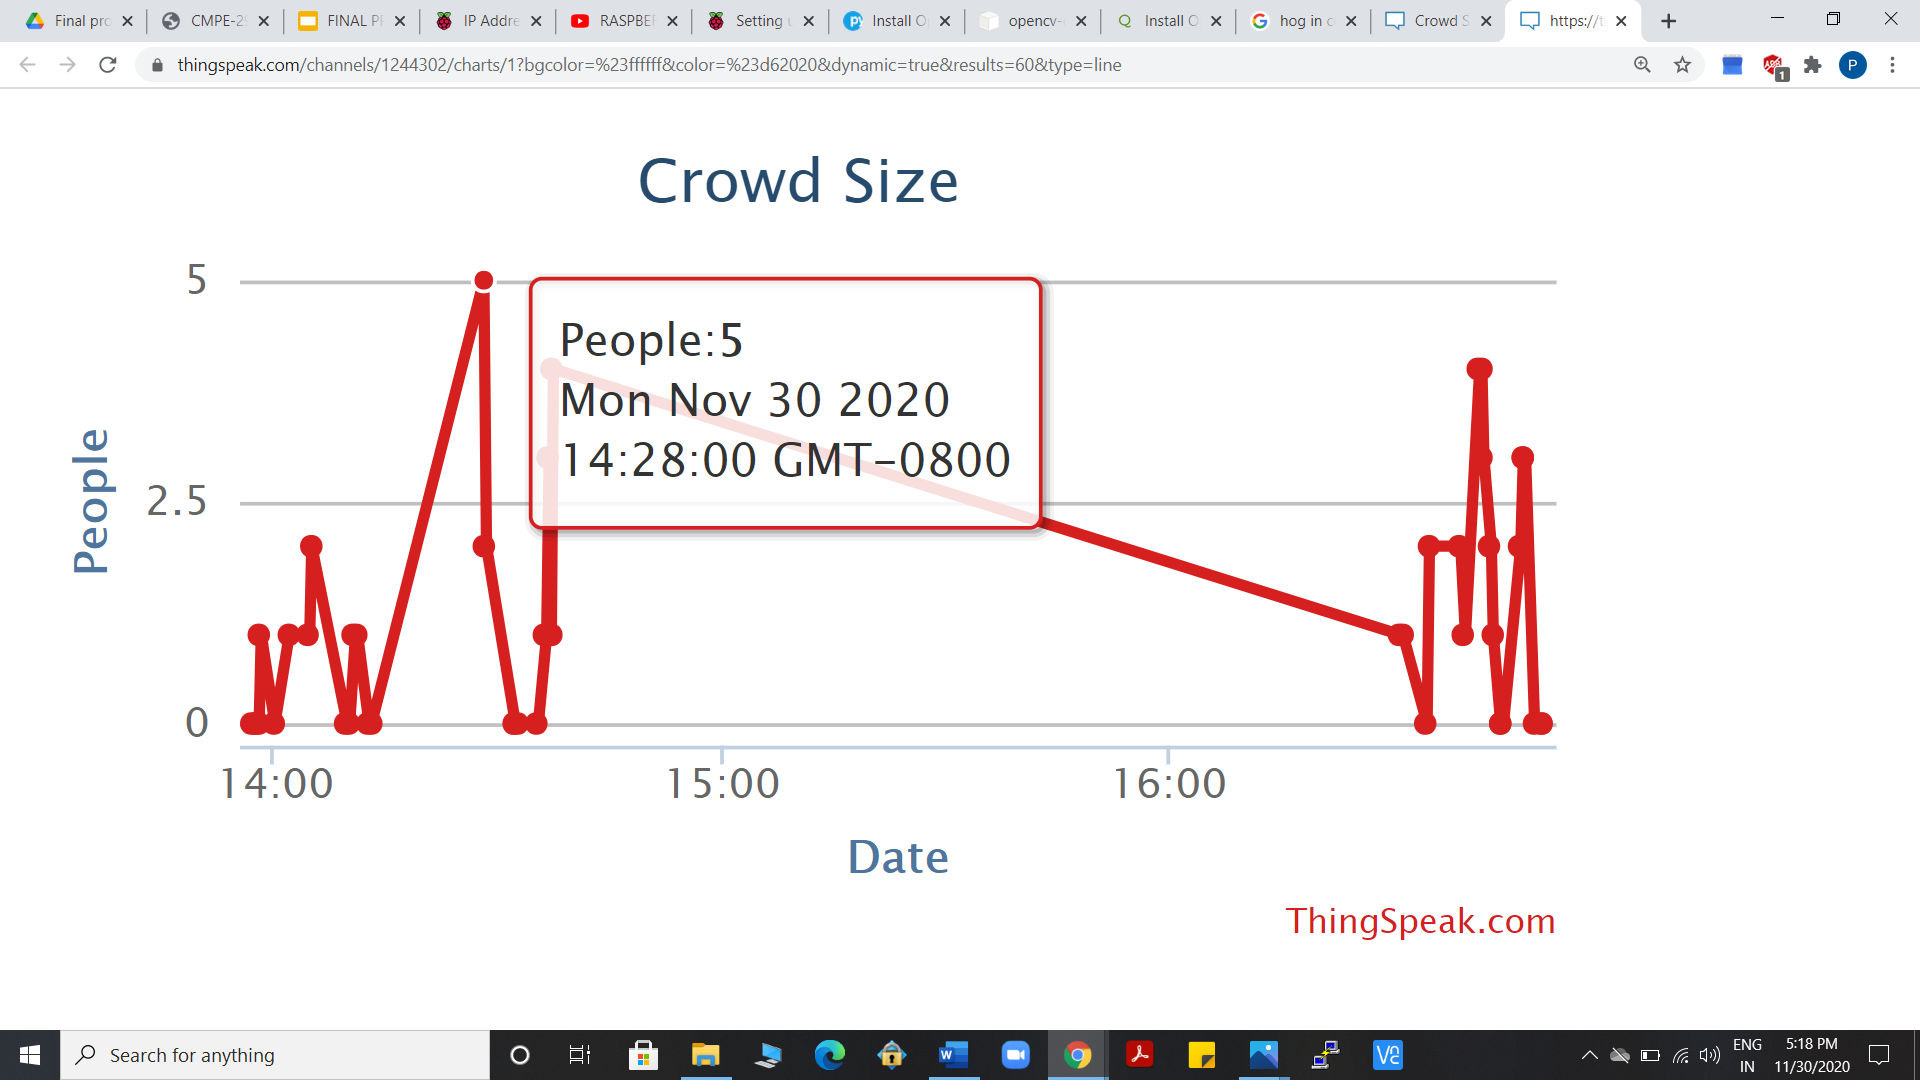 Final pro
CMPE-29
FINAL P
IP Addre
RASPBER
Setting u
Install O
opencv-
Install O
hog in c
Crowd S
https://t
thingspeak.com/channels/1244302/charts/1?bgcolor=%23ffffff&color=%23d62020&dynamic=true&results=60&type=line
1
P
Crowd Size
5
2.5
0
People
People:5
Mon Nov 30 2020
14:28:00 GMT-0800
14:00
15:00
16:00
Date
ThingSpeak.com
Search for anything
ENG
IN
5:18 PM
11/30/2020